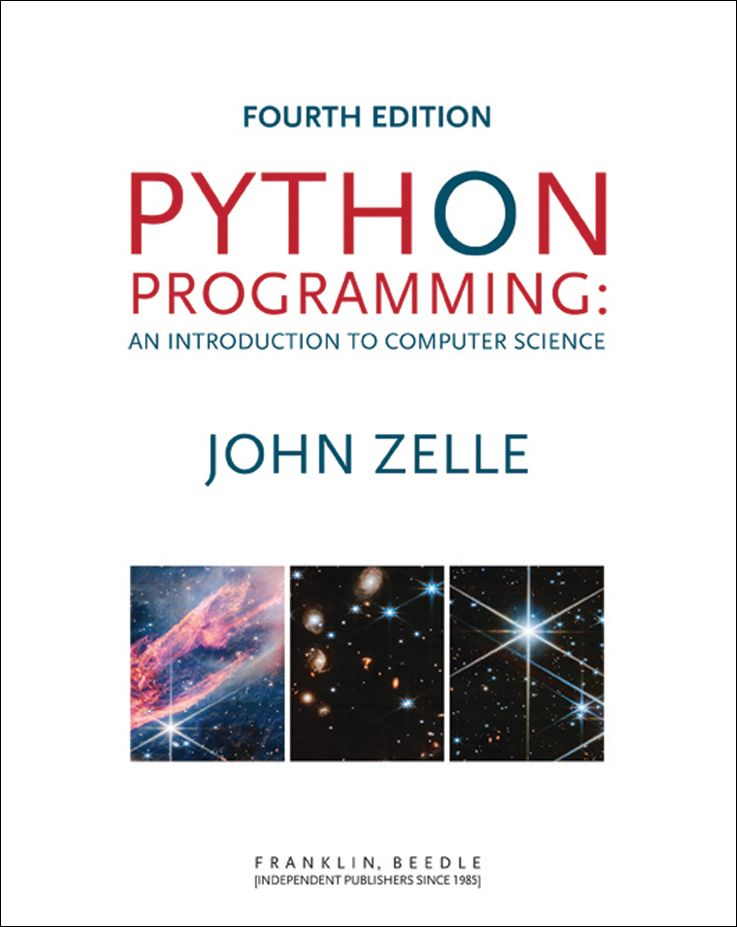 FOURTH EDITION
PYTHON
PROGRAMMING:
AN INTRODUCTION TO COMPUTER SCIENCE
JOHN ZELLE
FRANKLIN, BEEDLE
[INDEPENDENT PUBLISHERS SINCE 1985]